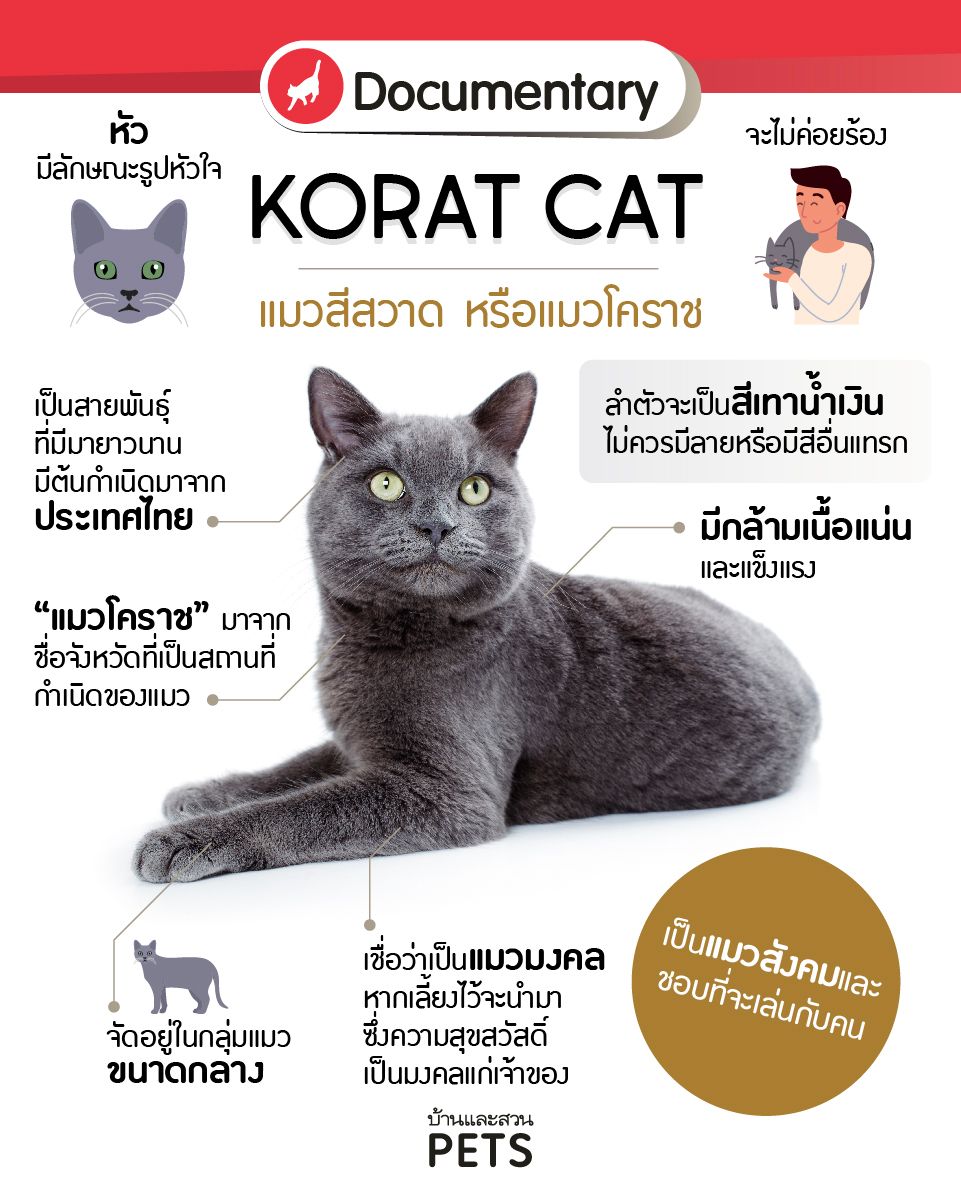 Documentary
หัว
มีลักษณะรูปหัวใจ
จะไม่ค่อยร้อง
KORAT CAT
แมวสีสวาด หรือแมวโคราช
เป็นสายพันธุ์
ที่มีมายาวนาน
มีต้นกำเนิดมาจาก
ประเทศไทย
ลำตัวจะเป็นสีเทาน้ำเงิน
ไม่ควรมีลายหรือมีสีอื่นแทรก
มีกล้ามเนื้อแน่น
และแข็งแรง
“แมวโคราช” มาจาก
ชื่อจังหวัดที่เป็นสถานที่
กำเนิดของแมว
จัดอยู่ในกลุ่มแมว
ขนาดกลาง
เชื่อว่าเป็นแมวมงคล
หากเลี้ยงไว้จะนำมา
ซึ่งความสุขสวัสดิ์
เป็นมงคลแก่เจ้าของ
เป็นแมวสังคมและ
ชอบที่จะเล่นกับคน
บ้านและสวน
PETS